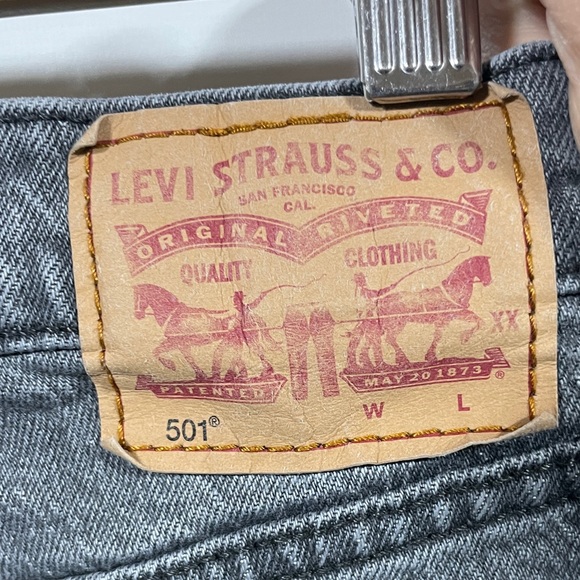 LEVI STRAUSS & CO.
SAN FRANCISCO
CAL.
ORIGINAL RIVETED
QUALITY CLOTHING
XX
PATENTED MAY 20 1873
W L
501®